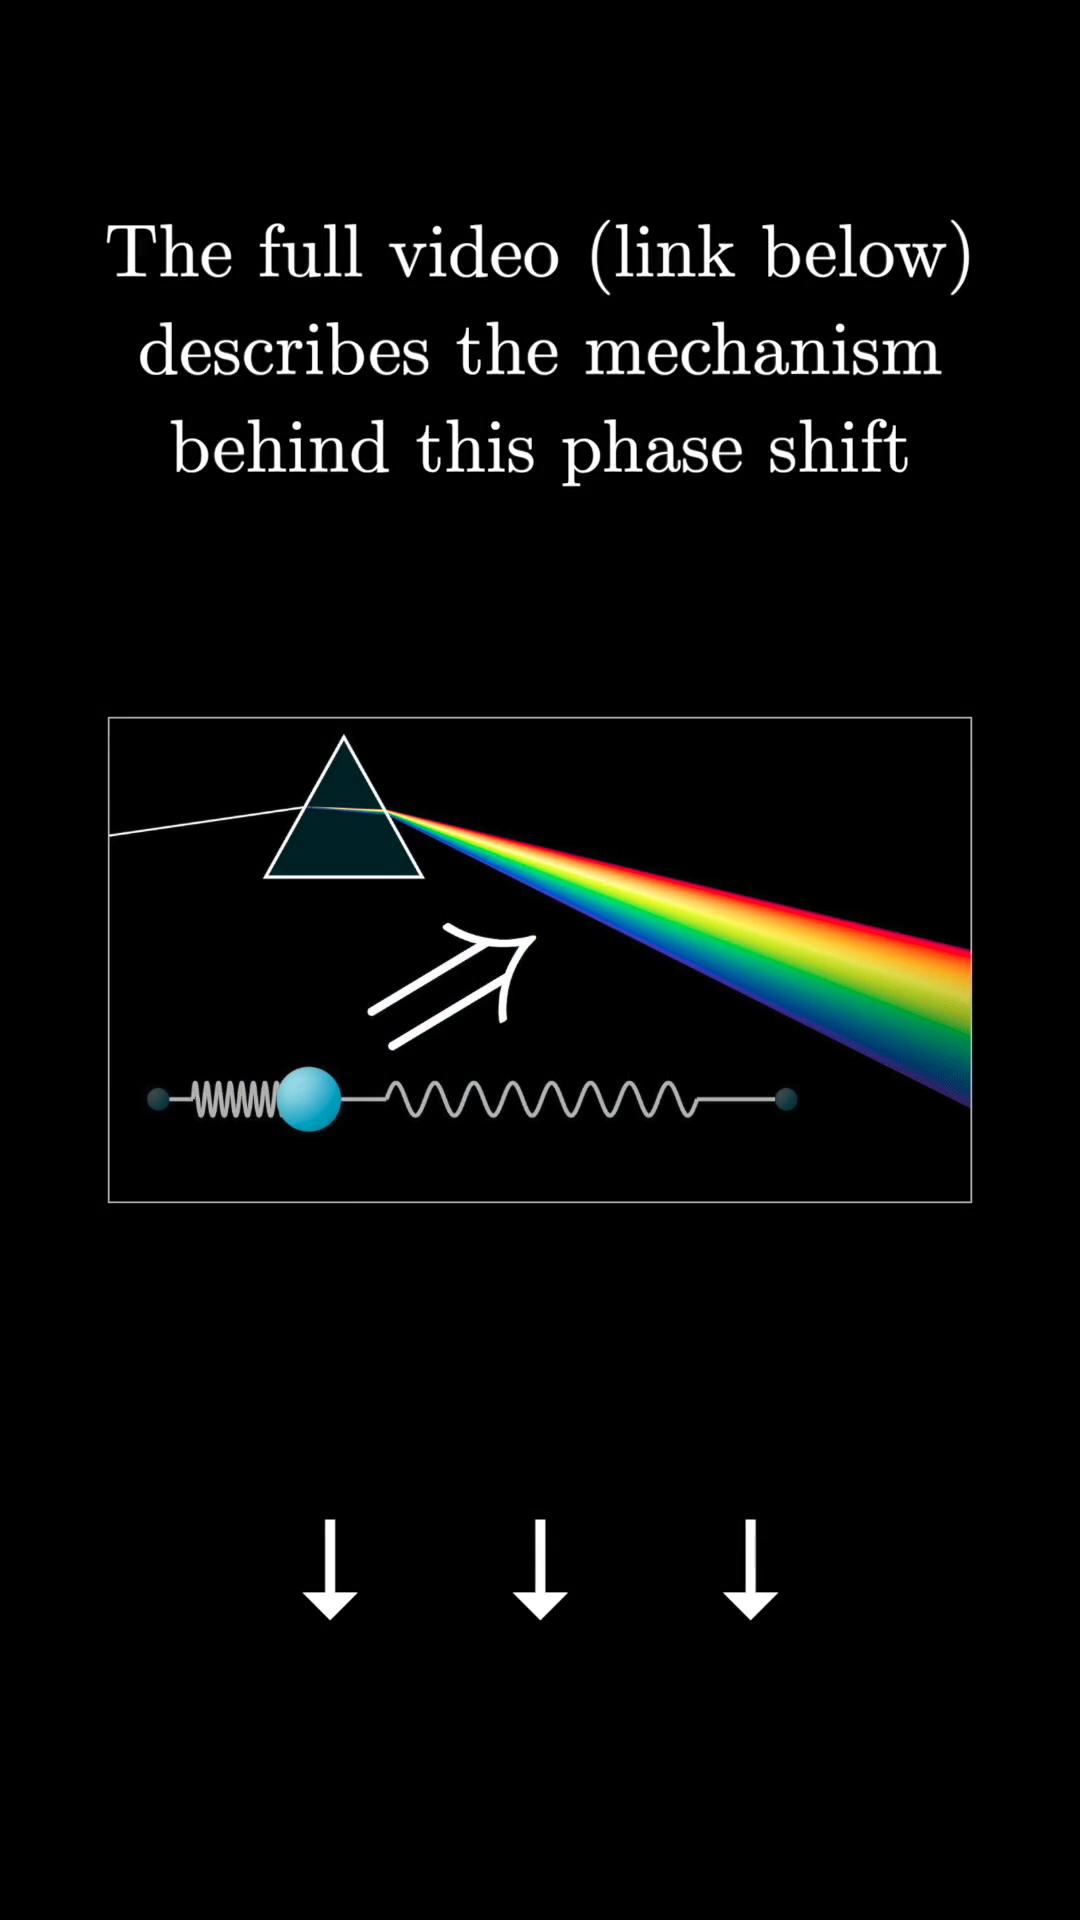 The full video (link below)
describes the mechanism
behind this phase shift